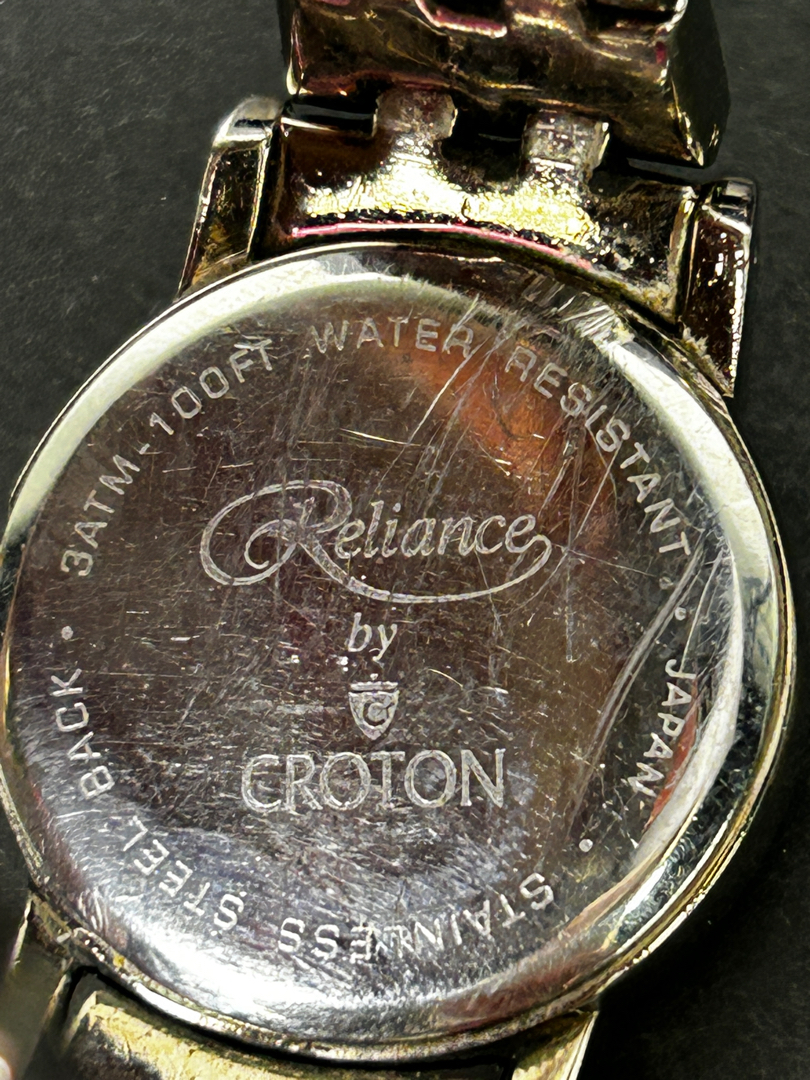 3ATM-100FT WATER RESISTANT
JAPAN
STAINLESS STEEL BACK
Reliance
by
C
CROTON